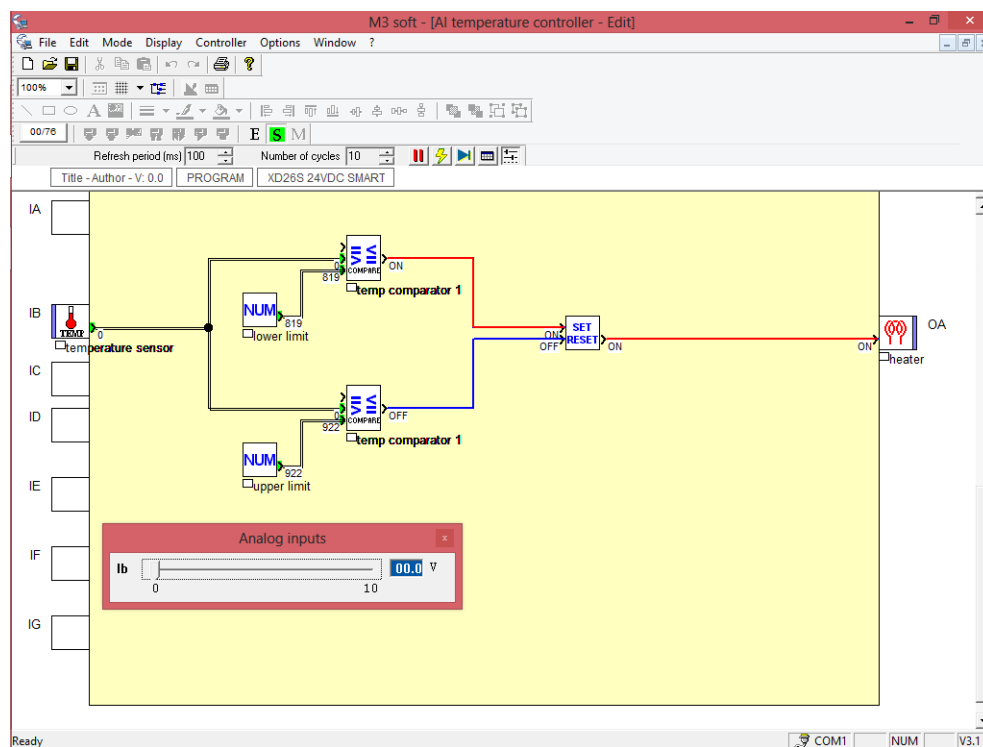 M3 soft - [AI temperature controller - Edit]
File Edit Mode Display Controller Options Window ?
100%
A
00/76 E S M
Refresh period (ms) 100 Number of cycles 10
Title - Author - V: 0.0 PROGRAM XD26S 24VDC SMART
IA
COMPARE
0
819
ON
temp comparator 1
NUM
819
lower limit
IB
TEMP
0
temperature sensor
SET
RESET
ON
OFF
ON
ON
OA
heater
IC
ID
COMPARE
0
922
OFF
temp comparator 1
NUM
922
upper limit
IE
IF
IG
Analog inputs
x
Ib 00.0 V
0 10
Ready COM1 NUM V3.1